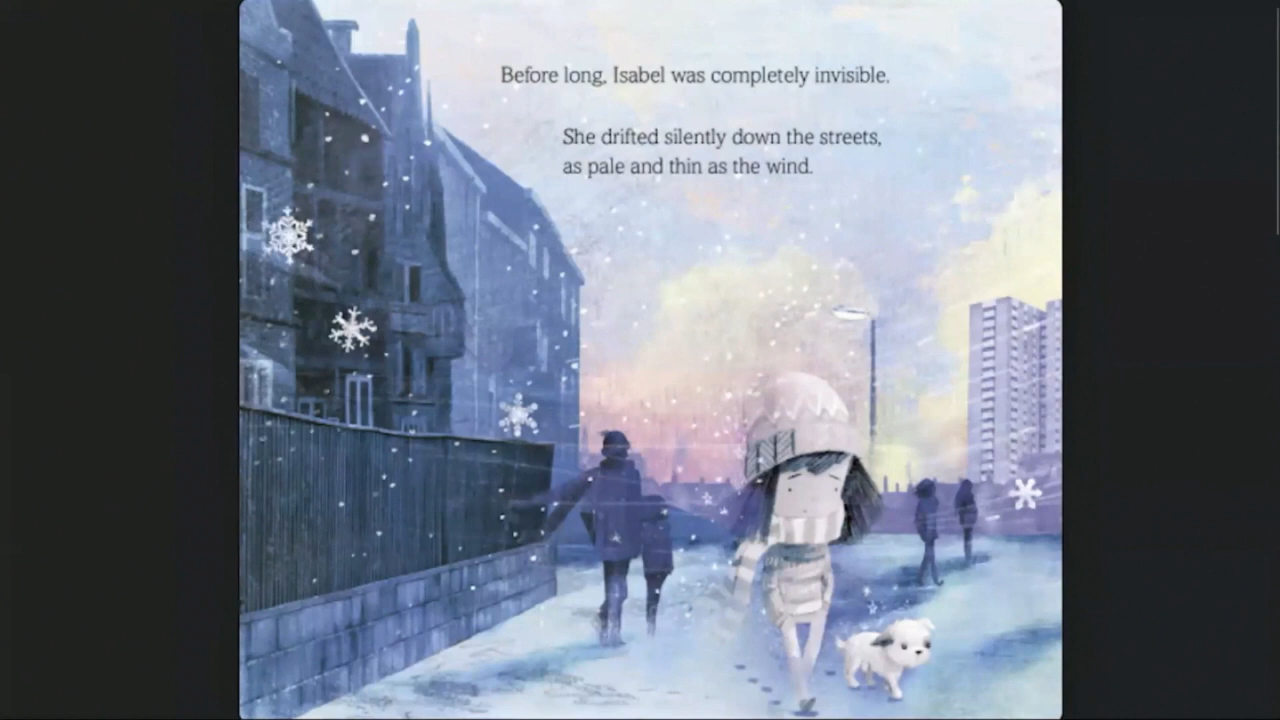 Before long, Isabel was completely invisible.
She drifted silently down the streets,
as pale and thin as the wind.